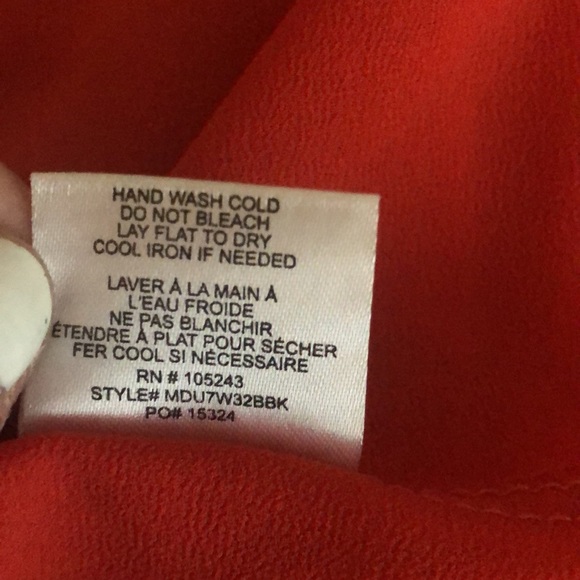 HAND WASH COLD
DO NOT BLEACH
LAY FLAT TO DRY
COOL IRON IF NEEDED
LAVER À LA MAIN À
L'EAU FROIDE
NE PAS BLANCHIR
ÉTENDRE À PLAT POUR SÉCHER
FER COOL SI NÉCESSAIRE
RN # 105243
STYLE# MDU7W32BBK
PO# 15324